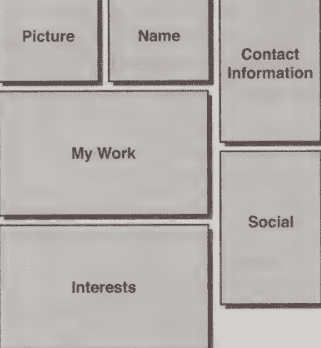 Picture
Name
Contact
Information
My Work
Social
Interests